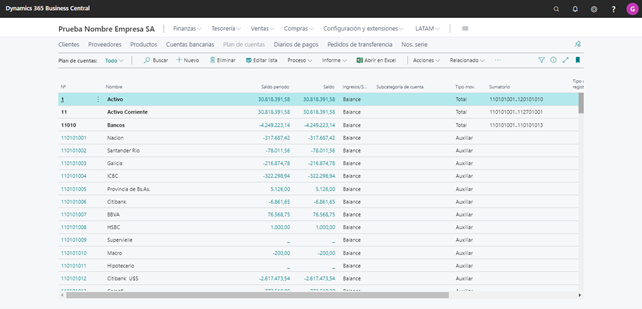 Dynamics 365 Business Central
G
Prueba Nombre Empresa SA Finanzas Tesorería Ventas Compras Configuración y extensiones LATAM
Clientes Proveedores Productos Cuentas bancarias Plan de cuentas Diarios de pagos Pedidos de transferencia Nos. serie
Plan de cuentas: Todo Buscar + Nuevo Eliminar Editar lista Proceso Informe Abrir en Excel Acciones Relacionado ...
Nº Nombre Saldo periodo Saldo Ingreso/S... Subcategoría de cuenta Tipo mov. Sumatorio
1 Activo 30.818.391,58 30.818.391,58 Balance Total 110101001..120101010
11 Activo Corriente 30.818.391,58 30.818.391,58 Balance Total 110101001..112701001
11010 Bancos -4.249.223,14 -4.249.223,14 Balance Total 110101001..110101013
110101001 Nacion -317.687,42 -317.687,42 Balance Auxiliar
110101002 Santander Rio -78.011,56 -78.011,56 Balance Auxiliar
110101003 Galicia -216.874,78 -216.874,78 Balance Auxiliar
110101004 ICBC -322.298,94 -322.298,94 Balance Auxiliar
110101005 Provincia de Bs.As. 5.126,00 5.126,00 Balance Auxiliar
110101006 Citibank -6.861,65 -6.861,65 Balance Auxiliar
110101007 BBVA 76.568,75 76.568,75 Balance Auxiliar
110101008 HSBC 1.000,00 1.000,00 Balance Auxiliar
110101009 Supervielle _ _ Balance Auxiliar
110101010 Macro -200,00 -200,00 Balance Auxiliar
110101011 Hipotecario _ _ Balance Auxiliar
110101012 Citibank U$S -2.617.473,54 -2.617.473,54 Balance Auxiliar